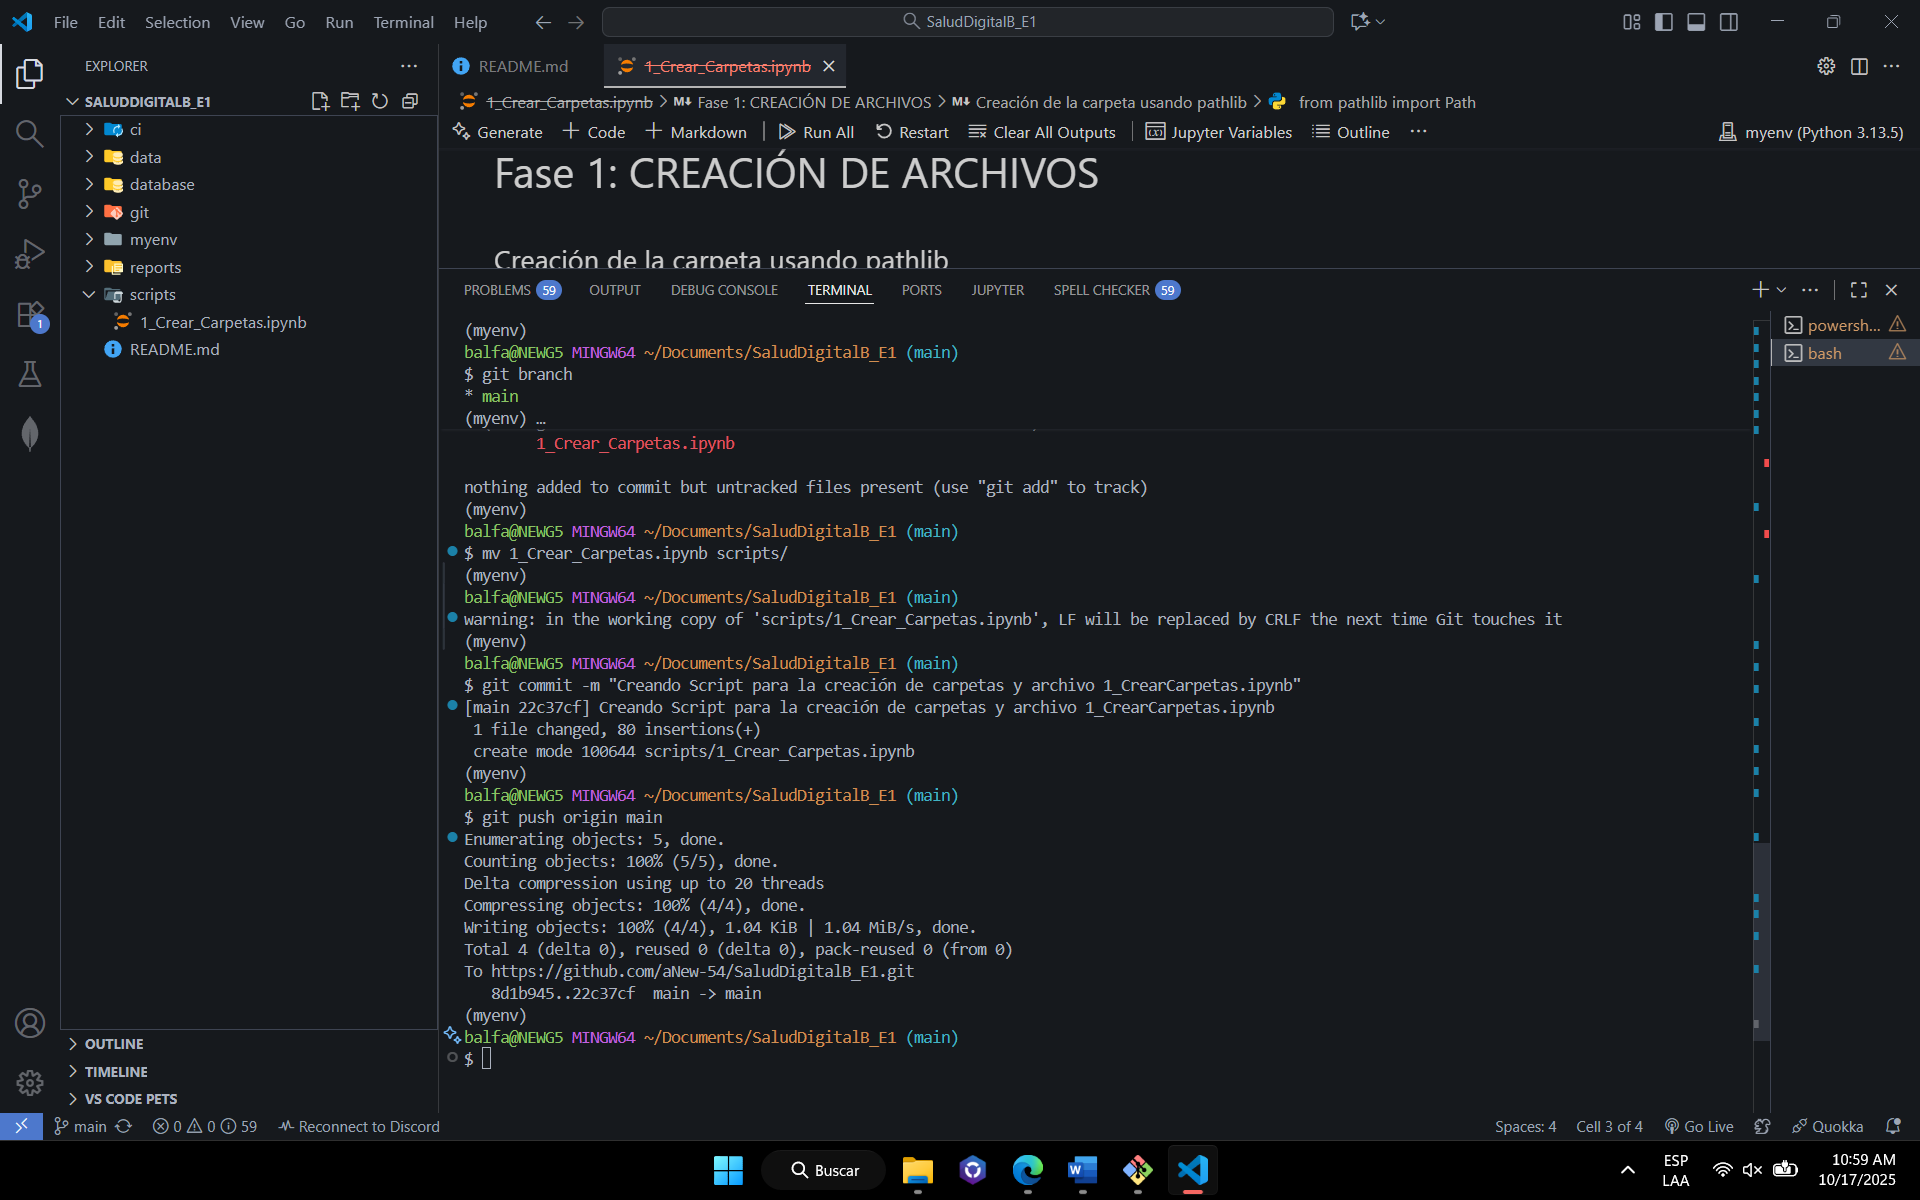 File Edit Selection View Go Run Terminal Help
SaludDigitalB_E1
EXPLORER
SALUDDIGITALB_E1
ci
data
database
git
myenv
reports
scripts
1_Crear_Carpetas.ipynb
README.md
OUTLINE
TIMELINE
VS CODE PETS
1
README.md
1_Crear_Carpetas.ipynb
1_Crear_Carpetas.ipynb > M↓ Fase 1: CREACIÓN DE ARCHIVOS > M↓ Creación de la carpeta usando pathlib > from pathlib import Path
Generate + Code + Markdown Run All Restart Clear All Outputs Jupyter Variables Outline ... myenv (Python 3.13.5)
Fase 1: CREACIÓN DE ARCHIVOS
Creación de la carpeta usando pathlib
PROBLEMS 59 OUTPUT DEBUG CONSOLE TERMINAL PORTS JUPYTER SPELL CHECKER 59
powersh...
bash
(myenv)
balfa@NEWG5 MINGW64 ~/Documents/SaludDigitalB_E1 (main)
$ git branch
* main
(myenv) …
1_Crear_Carpetas.ipynb
nothing added to commit but untracked files present (use "git add" to track)
(myenv)
balfa@NEWG5 MINGW64 ~/Documents/SaludDigitalB_E1 (main)
$ mv 1_Crear_Carpetas.ipynb scripts/
(myenv)
balfa@NEWG5 MINGW64 ~/Documents/SaludDigitalB_E1 (main)
warning: in the working copy of 'scripts/1_Crear_Carpetas.ipynb', LF will be replaced by CRLF the next time Git touches it
(myenv)
balfa@NEWG5 MINGW64 ~/Documents/SaludDigitalB_E1 (main)
$ git commit -m "Creando Script para la creación de carpetas y archivo 1_CrearCarpetas.ipynb"
[main 22c37cf] Creando Script para la creación de carpetas y archivo 1_CrearCarpetas.ipynb
1 file changed, 80 insertions(+)
create mode 100644 scripts/1_Crear_Carpetas.ipynb
(myenv)
balfa@NEWG5 MINGW64 ~/Documents/SaludDigitalB_E1 (main)
$ git push origin main
Enumerating objects: 5, done.
Counting objects: 100% (5/5), done.
Delta compression using up to 20 threads
Compressing objects: 100% (4/4), done.
Writing objects: 100% (4/4), 1.04 KiB | 1.04 MiB/s, done.
Total 4 (delta 0), reused 0 (delta 0), pack-reused 0 (from 0)
To https://github.com/aNew-54/SaludDigitalB_E1.git
8d1b945..22c37cf  main -> main
(myenv)
balfa@NEWG5 MINGW64 ~/Documents/SaludDigitalB_E1 (main)
$
main 0 0 59 Reconnect to Discord Spaces: 4 Cell 3 of 4 Go Live Quokka
Buscar
ESP
LAA
10:59 AM
10/17/2025